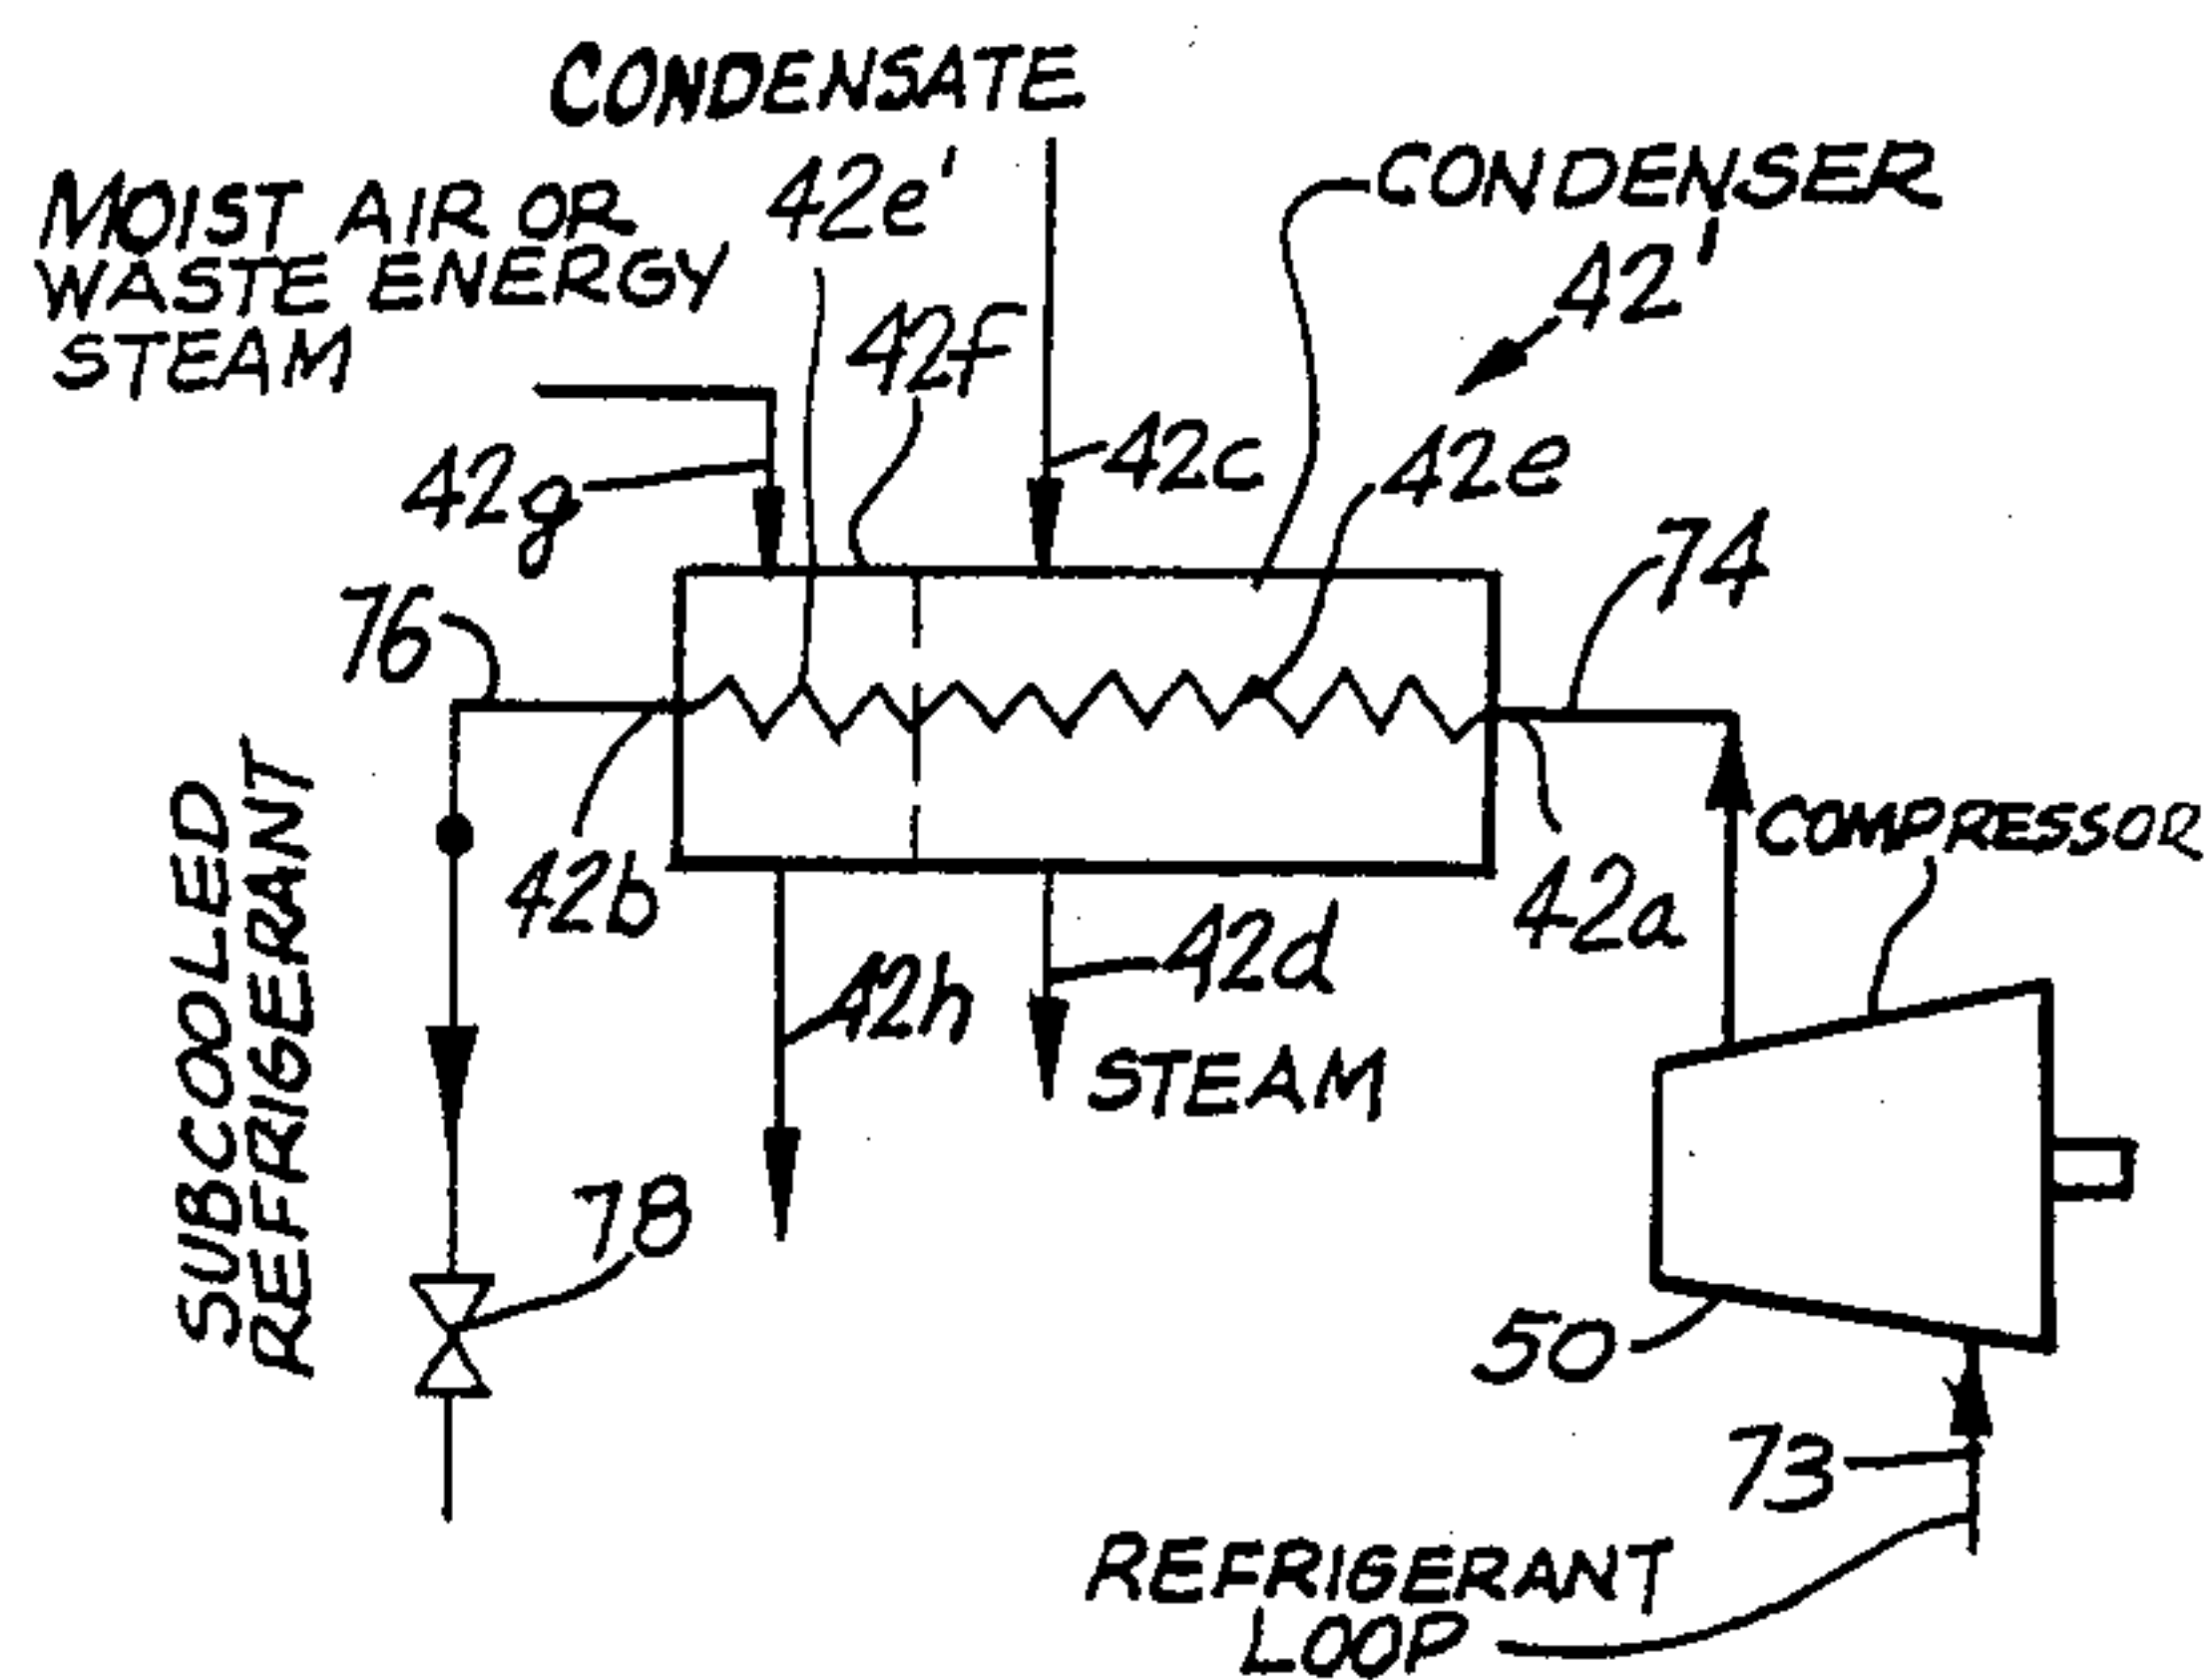 CONDENSATE
MOIST AIR OR
WASTE ENERGY
STEAM
42e'
CONDENSER
42'
42f
42g
42c
42e
74
76
42b
42a
COMPRESSOR
SUBCOOLED
REFRIGERANT
42h
42d
STEAM
78
50
73
REFRIGERANT
LOOP